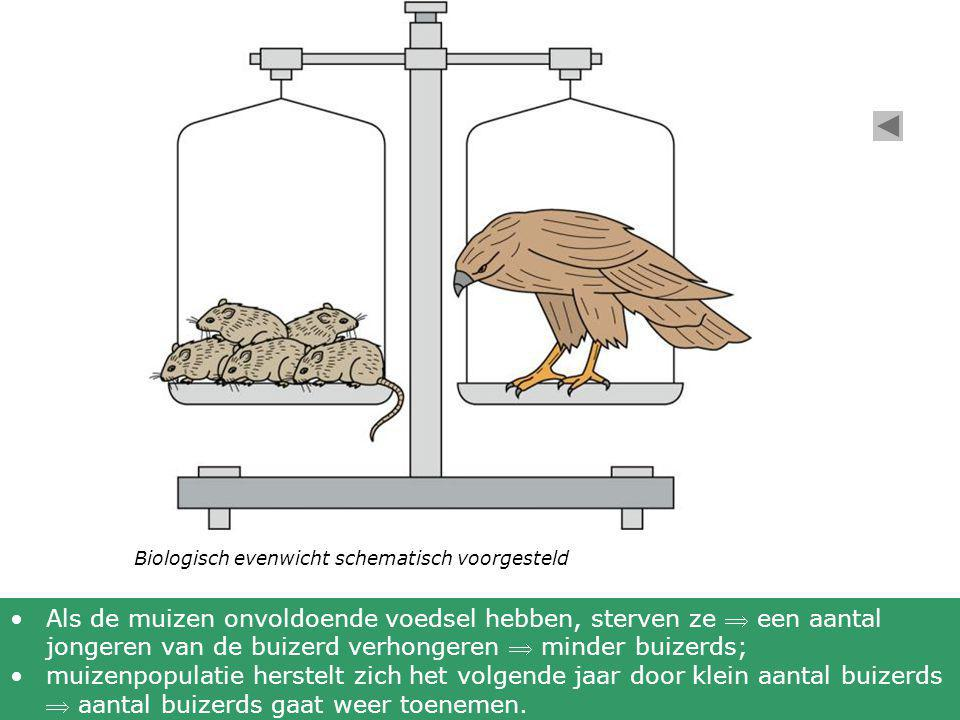 Biologisch evenwicht schematisch voorgesteld
• Als de muizen onvoldoende voedsel hebben, sterven ze ⇒ een aantal
jongeren van de buizerd verhongeren ⇒ minder buizerds;
• muizenpopulatie herstelt zich het volgende jaar door klein aantal buizerds
⇒ aantal buizerds gaat weer toenemen.